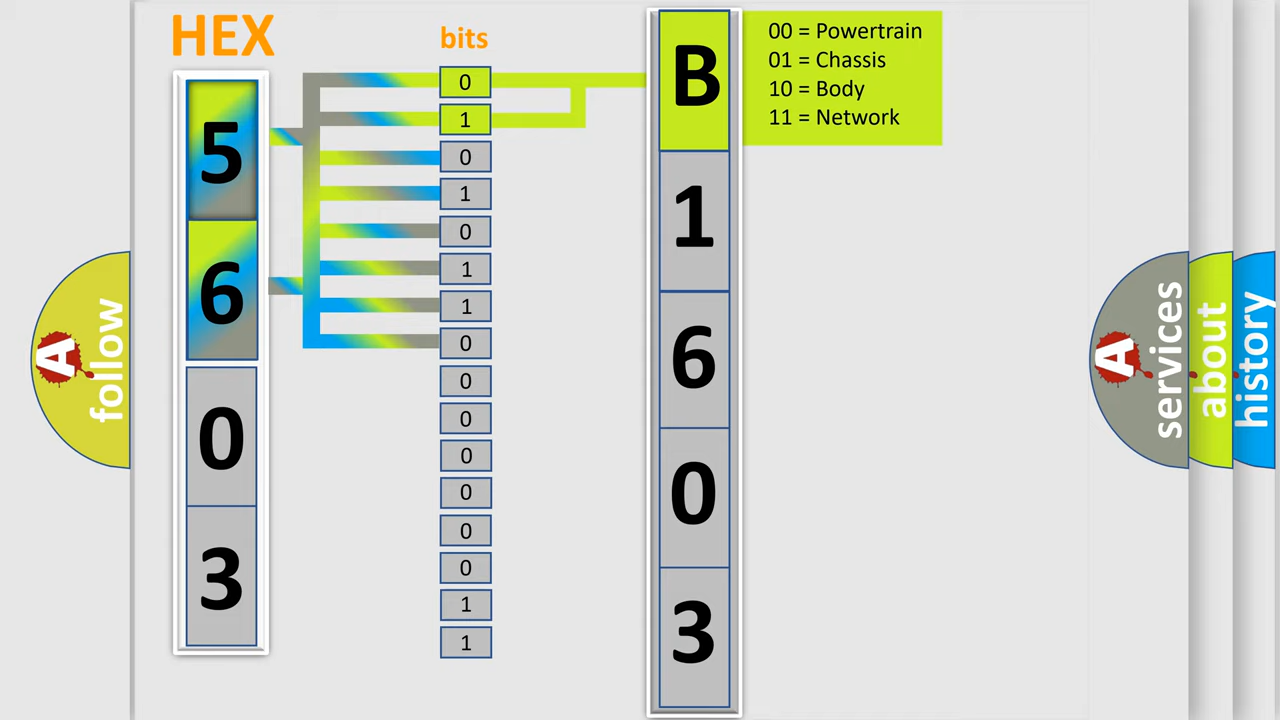 HEX
bits
5
6
0
3
0
1
0
1
0
1
1
0
0
0
0
0
0
0
1
1
B
1
6
0
3
00 = Powertrain
01 = Chassis
10 = Body
11 = Network
A
follow
A
services
about
history